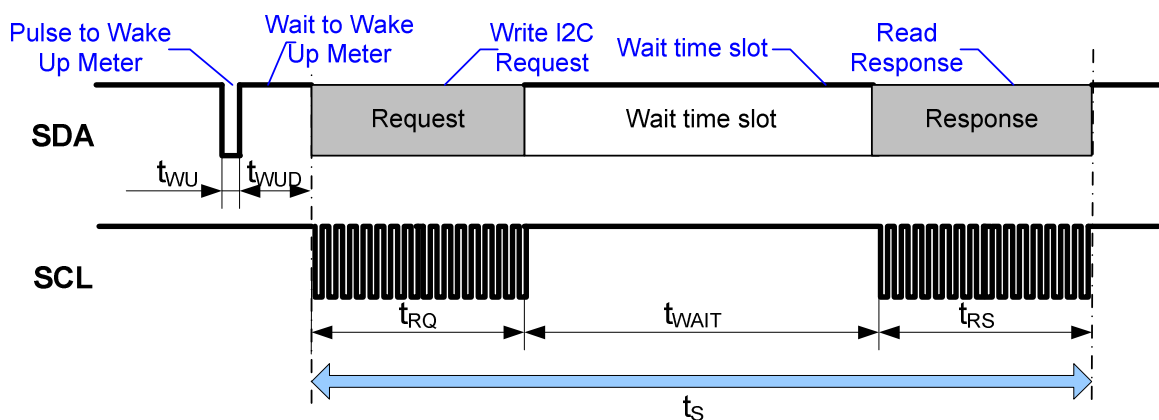 Pulse to Wake
Up Meter
Wait to Wake
Up Meter
Write I2C
Request
Wait time slot
Read
Response
SDA
Request
Wait time slot
Response
tWU
tWUD
SCL
tRQ
tWAIT
tRS
tS